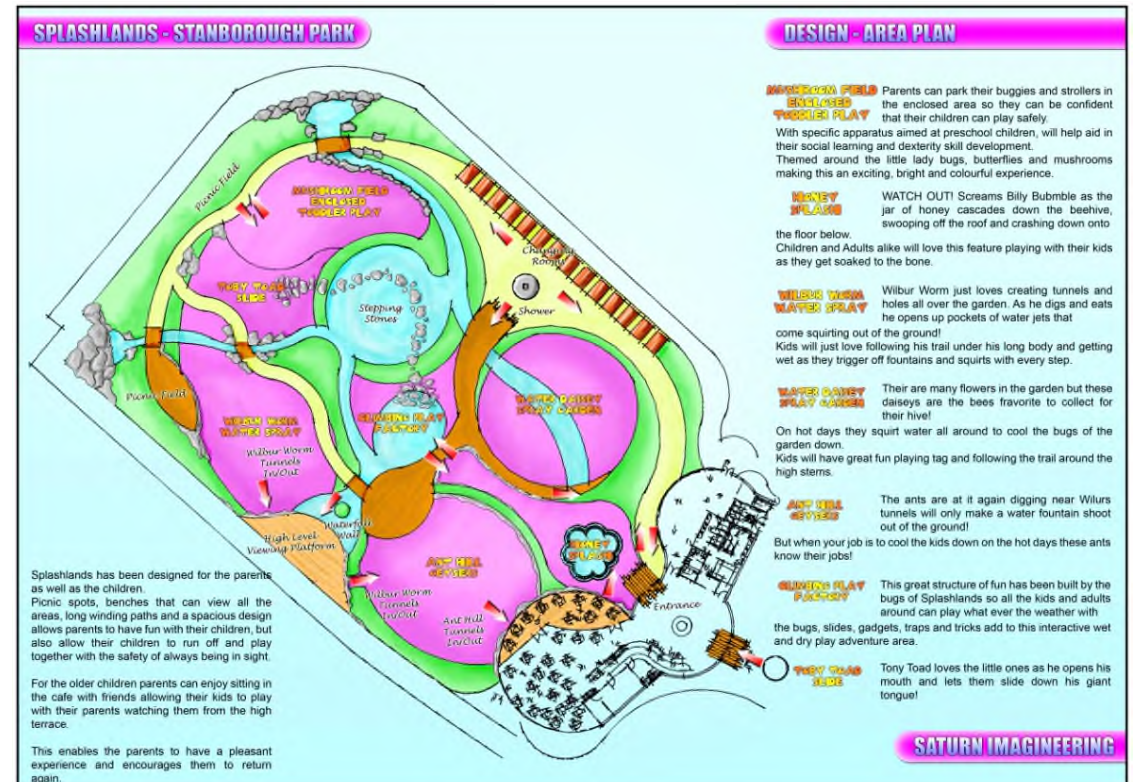 SPLASHLANDS - STANBOROUGH PARK
DESIGN - AREA PLAN
Picnic Field
MUSHROOM FIELD
ENCLOSED
TODDLER PLAY
TOBY TOAD
SLIDE
Stepping
Stones
Changing
Rooms
Shower
Picnic Field
WILBUR WORM
WATER SPRAY
Wilbur Worm
Tunnels
In/Out
CLIMBING PLAY
FACTORY
WATER DAISEY
SPRAY GARDEN
High Level
Viewing Platform
Waterfall
Wall
ANT HILL
GEYSERS
HONEY
SPLASH
Wilbur Worm
Tunnels
In/Out
Ant Hill
Tunnels
In/Out
Entrance
Splashlands has been designed for the parents
as well as the children.
Picnic spots, benches that can view all the
areas, long winding paths and a spacious design
allows parents to have fun with their children, but
also allow their children to run off and play
together with the safety of always being in sight.
For the older children parents can enjoy sitting in
the cafe with friends allowing their kids to play
with their parents watching them from the high
terrace.
This enables the parents to have a pleasant
experience and encourages them to return
again.
MUSHROOM FIELD
ENCLOSED
TODDLER PLAY
Parents can park their buggies and strollers in
the enclosed area so they can be confident
that their children can play safely.
With specific apparatus aimed at preschool children, will help aid in
their social learning and dexterity skill development.
Themed around the little lady bugs, butterflies and mushrooms
making this an exciting, bright and colourful experience.
HONEY
SPLASH
WATCH OUT! Screams Billy Bubmble as the
jar of honey cascades down the beehive,
swooping off the roof and crashing down onto
the floor below.
Children and Adults alike will love this feature playing with their kids
as they get soaked to the bone.
WILBUR WORM
WATER SPRAY
Wilbur Worm just loves creating tunnels and
holes all over the garden. As he digs and eats
he opens up pockets of water jets that
come squirting out of the ground!
Kids will just love following his trail under his long body and getting
wet as they trigger off fountains and squirts with every step.
WATER DAISEY
SPRAY GARDEN
Their are many flowers in the garden but these
daiseys are the bees fravorite to collect for
their hive!
On hot days they squirt water all around to cool the bugs of the
garden down.
Kids will have great fun playing tag and following the trail around the
high stems.
ANT HILL
GEYSERS
The ants are at it again digging near Wilurs
tunnels will only make a water fountain shoot
out of the ground!
But when your job is to cool the kids down on the hot days these ants
know their jobs!
CLIMBING PLAY
FACTORY
This great structure of fun has been built by the
bugs of Splashlands so all the kids and adults
around can play what ever the weather with
the bugs, slides, gadgets, traps and tricks add to this interactive wet
and dry play adventure area.
TOBY TOAD
SLIDE
Tony Toad loves the little ones as he opens his
mouth and lets them slide down his giant
tongue!
SATURN IMAGINEERING